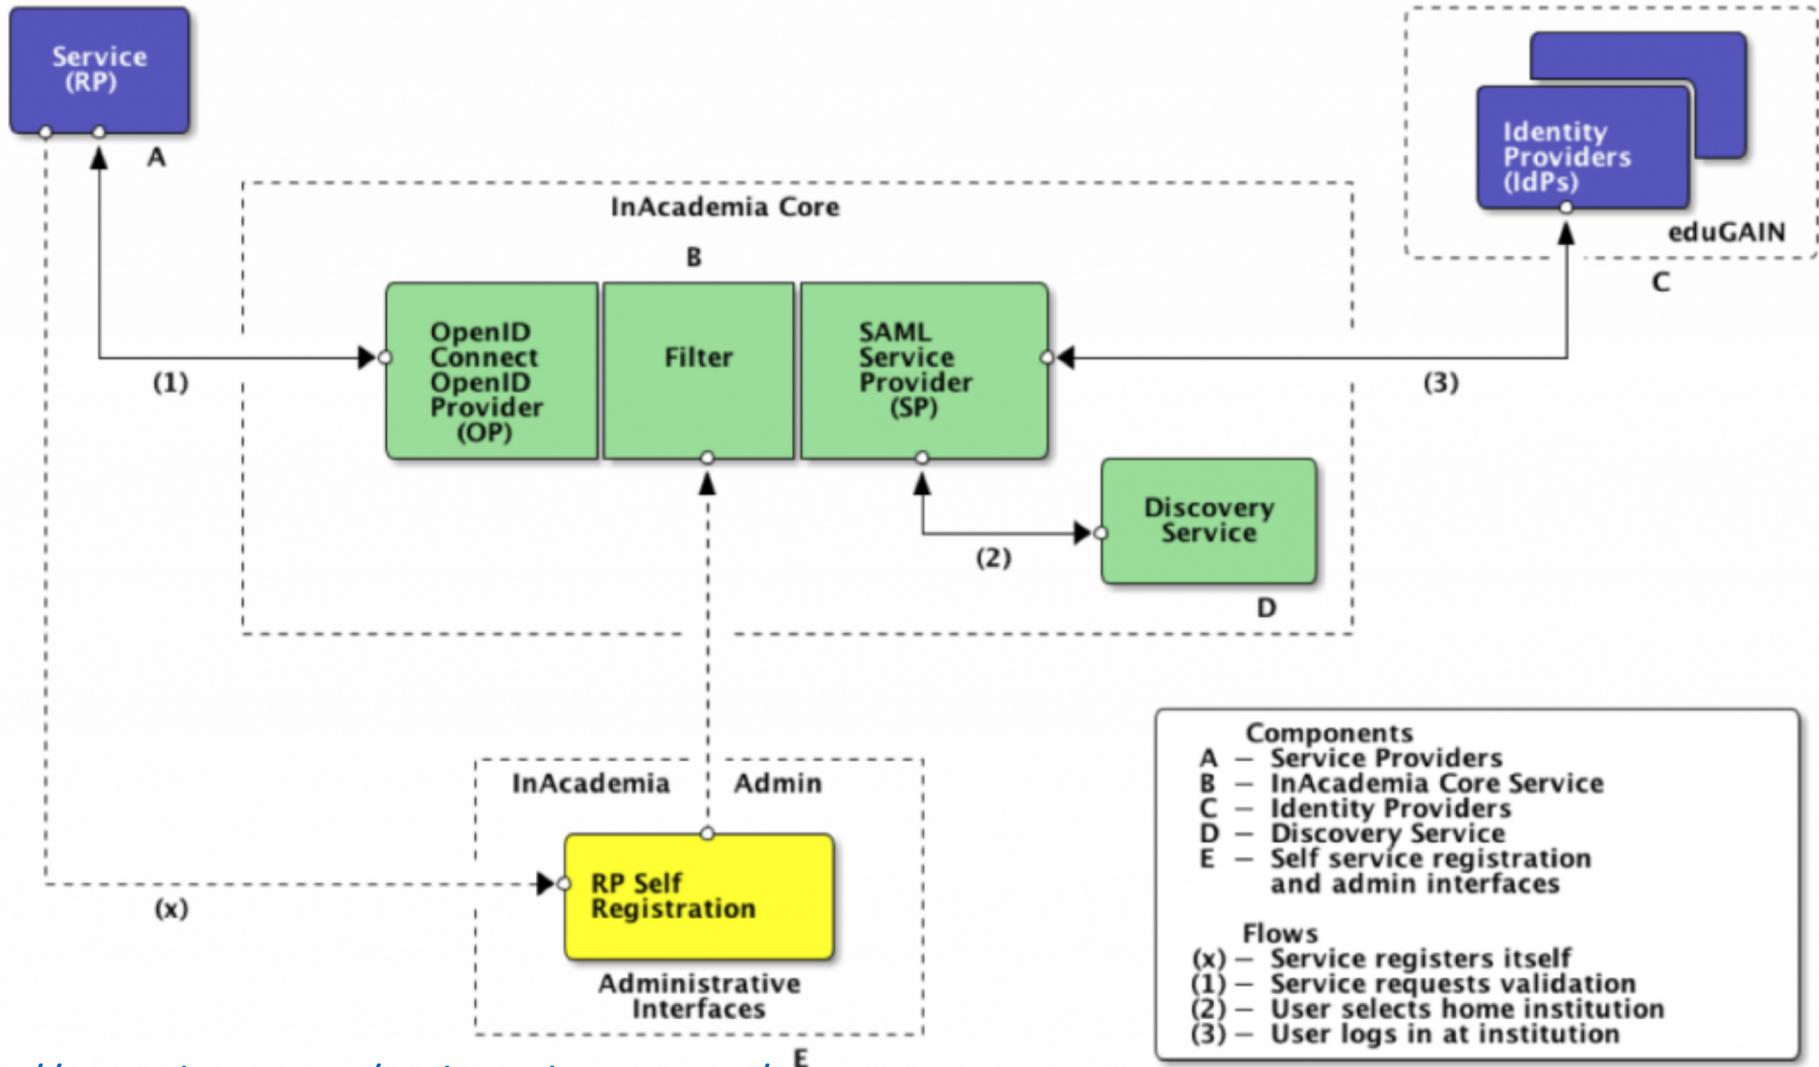 Service
(RP)
A
InAcademia Core
B
OpenID
Connect
OpenID
Provider
(OP)
Filter
SAML
Service
Provider
(SP)
Identity
Providers
(IdPs)
eduGAIN
C
(1)
(3)
(2)
Discovery
Service
D
InAcademia Admin
RP Self
Registration
(x)
Administrative
Interfaces
E
Components
A – Service Providers
B – InAcademia Core Service
C – Identity Providers
D – Discovery Service
E – Self service registration
and admin interfaces
Flows
(x) – Service registers itself
(1) – Service requests validation
(2) – User selects home institution
(3) – User logs in at institution